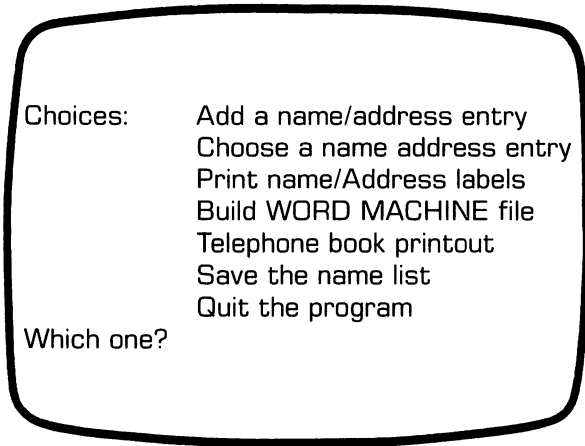 Choices: Add a name/address entry
Choose a name address entry
Print name/Address labels
Build WORD MACHINE file
Telephone book printout
Save the name list
Quit the program
Which one?